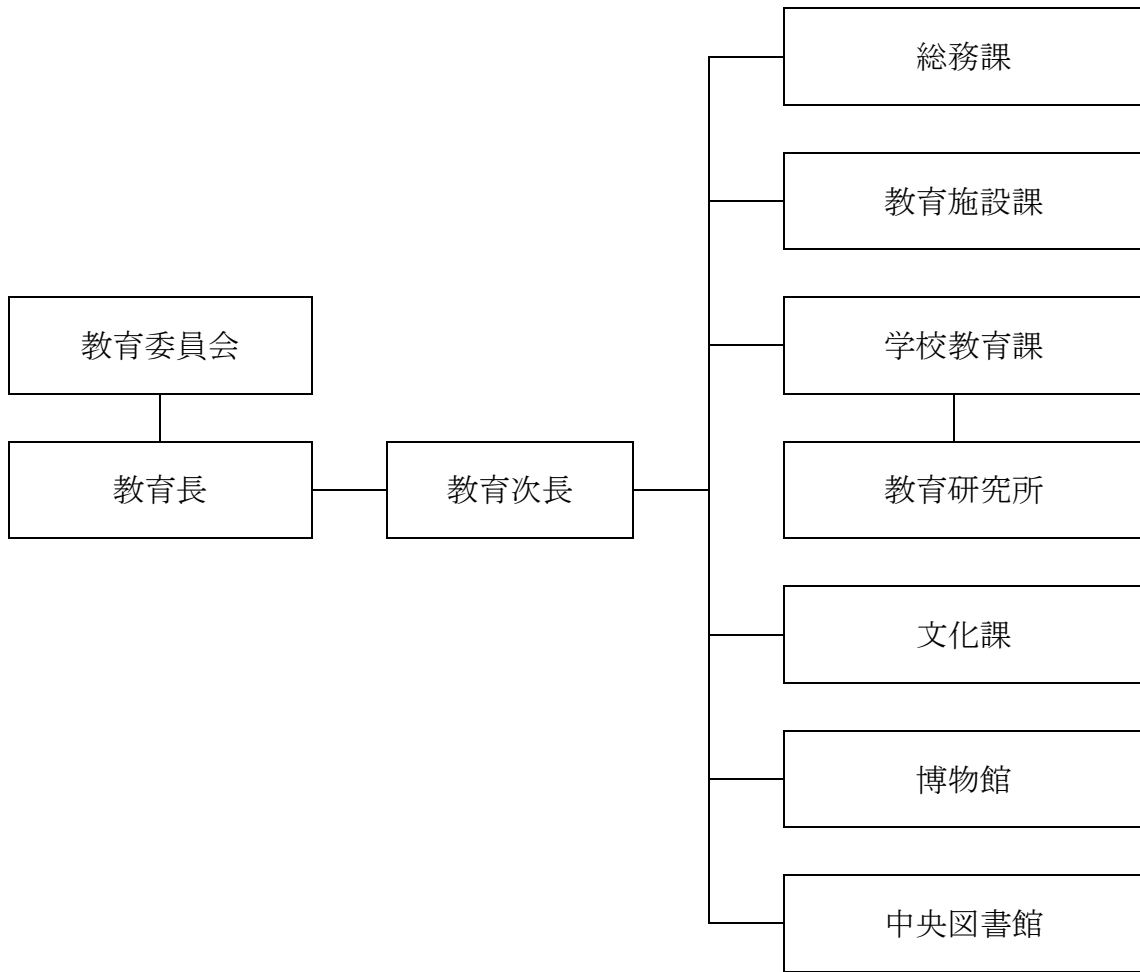 総務課
教育施設課
学校教育課
教育委員会
教育長
教育次長
教育研究所
文化課
博物館
中央図書館